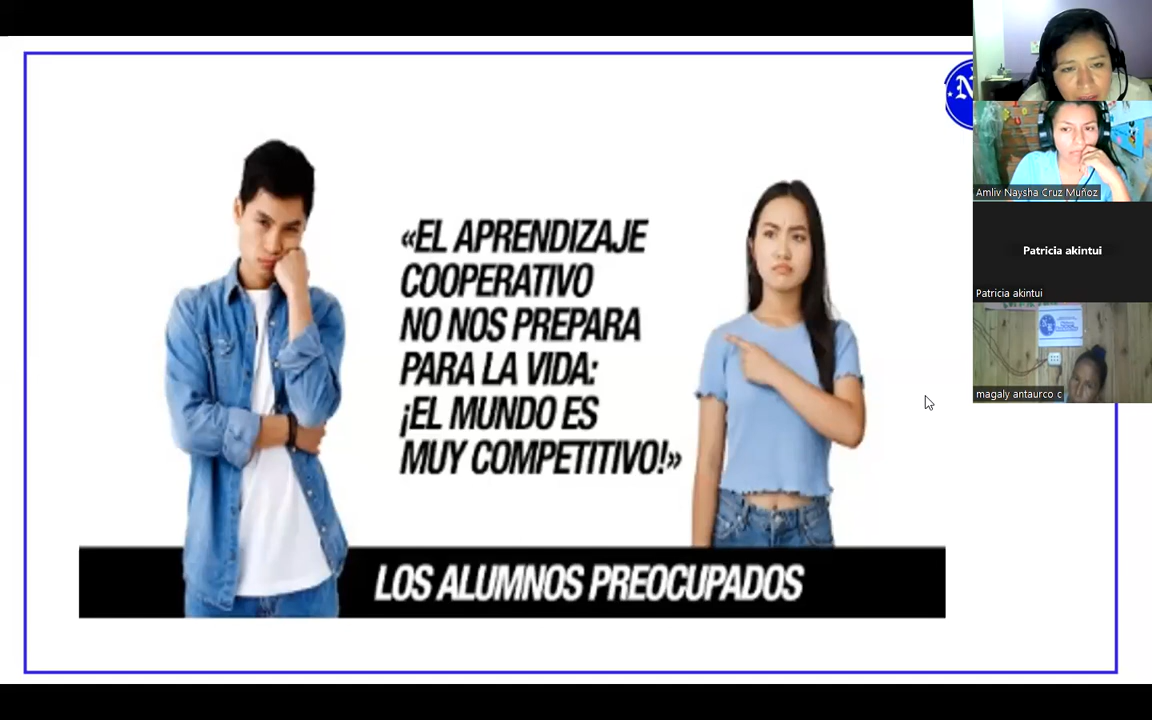 «EL APRENDIZAJE
COOPERATIVO
NO NOS PREPARA
PARA LA VIDA:
¡EL MUNDO ES
MUY COMPETITIVO!»
LOS ALUMNOS PREOCUPADOS
Amliv Naysha Cruz Muñoz
Patricia akintui
Patricia akintui
magaly antaurco c